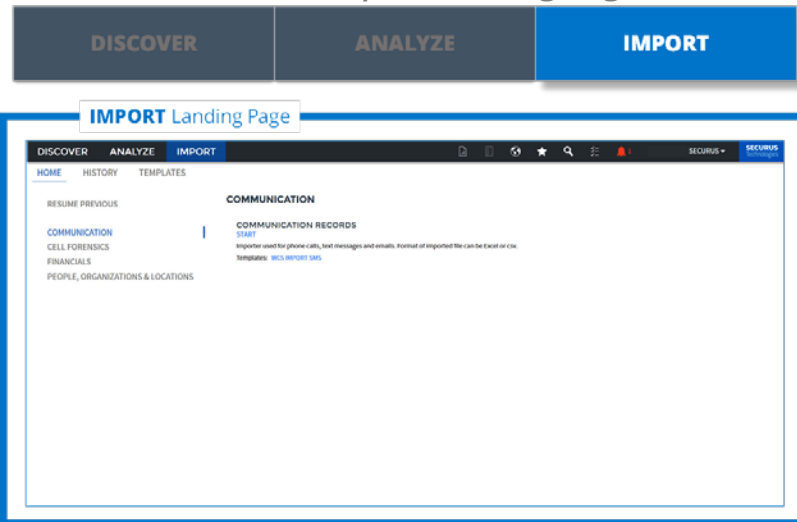 DISCOVER ANALYZE IMPORT
IMPORT Landing Page
DISCOVER ANALYZE IMPORT 1 SECURUS SECURUS
Technologies
HOME HISTORY TEMPLATES
RESUME PREVIOUS
COMMUNICATION
CELL FORENSICS
FINANCIALS
PEOPLE, ORGANIZATIONS & LOCATIONS
COMMUNICATION
COMMUNICATION RECORDS
START
Importer used for phone calls, text messages and emails. Format of imported file can be Excel or csv.
Templates: WCS IMPORT SMS